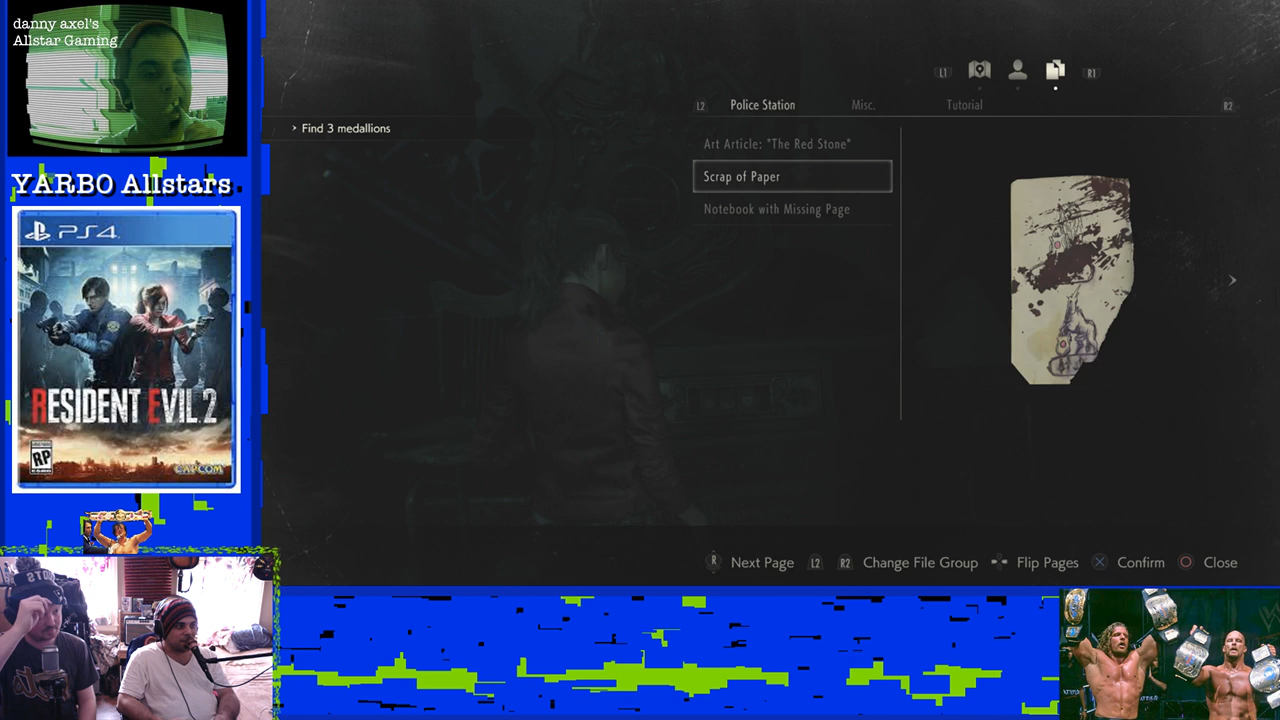 danny axel's
Allstar Gaming
YARBO Allstars
PS4
RESIDENT EVIL 2
RP
CAPCOM
> Find 3 medallions
L1
R1
L2
Police Station
Misc.
Tutorial
R2
Art Article: "The Red Stone"
Scrap of Paper
Notebook with Missing Page
R
Next Page
L2
R2
Change File Group
Flip Pages
Confirm
Close